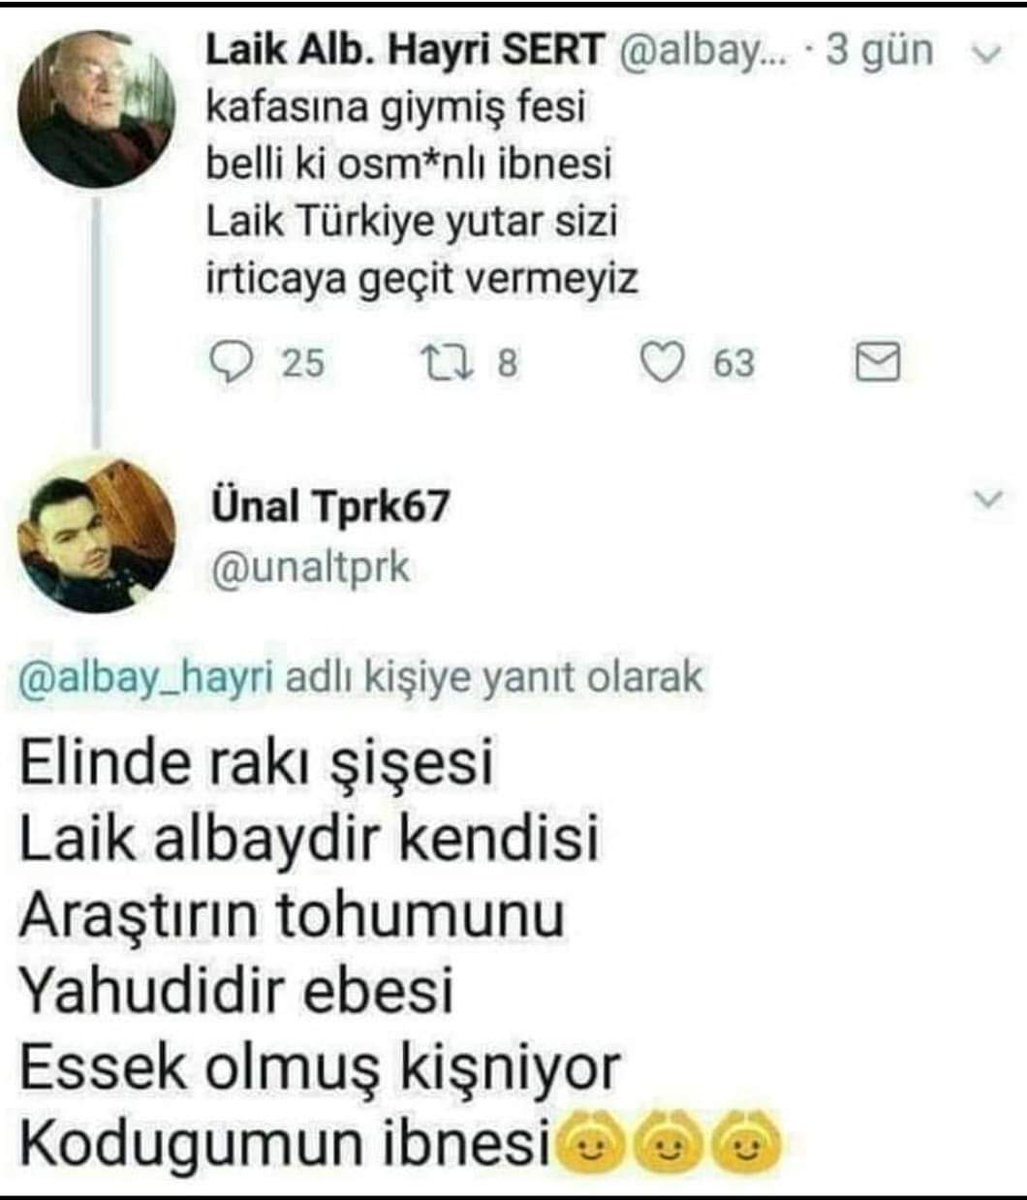 Laik Alb. Hayri SERT @albay... · 3 gün
kafasına giymiş fesi
belli ki osm*nlı ibnesi
Laik Türkiye yutar sizi
irticaya geçit vermeyiz
25 8 63
Ünal Tprk67
@unaltprk
@albay_hayri adlı kişiye yanıt olarak
Elinde rakı şişesi
Laik albaydir kendisi
Araştırın tohumunu
Yahudidir ebesi
Essek olmuş kişniyor
Kodugumun ibnesi🙆🙆🙆